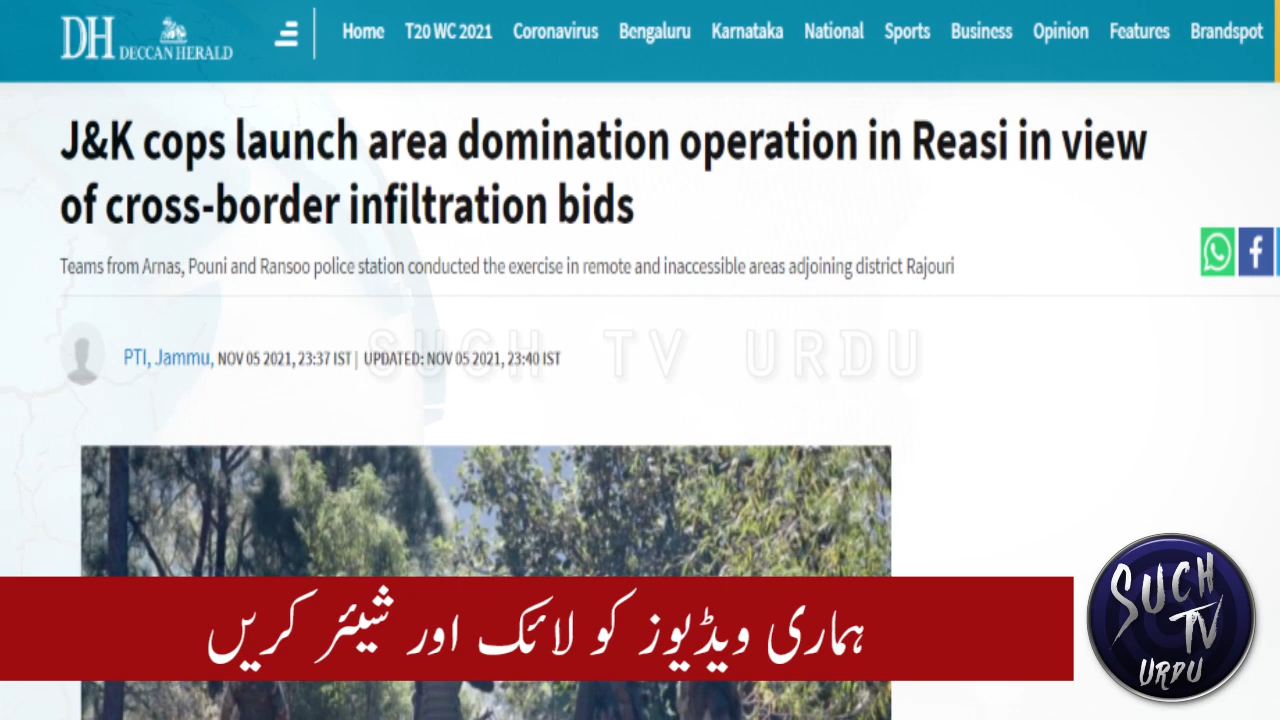 DH DECCAN HERALD Home T20 WC 2021 Coronavirus Bengaluru Karnataka National Sports Business Opinion Features Brandspot
J&K cops launch area domination operation in Reasi in view
of cross-border infiltration bids
Teams from Arnas, Pouni and Ransoo police station conducted the exercise in remote and inaccessible areas adjoining district Rajouri
SUCH TV URDU
PTI, Jammu, NOV 05 2021, 23:37 IST | UPDATED: NOV 05 2021, 23:40 IST
ہماری ویڈیوز کو لائک اور شیئر کریں
SUCH
TV
URDU